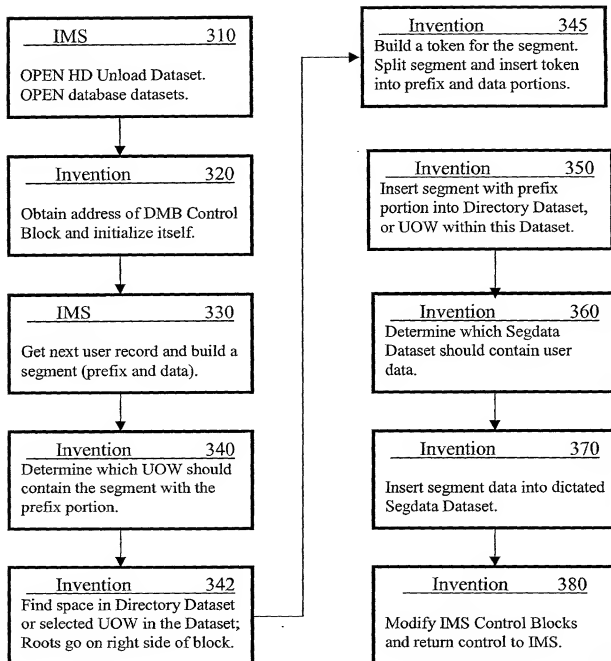 IMS 310
OPEN HD Unload Dataset.
OPEN database datasets.
Invention 320
Obtain address of DMB Control
Block and initialize itself.
IMS 330
Get next user record and build a
segment (prefix and data).
Invention 340
Determine which UOW should
contain the segment with the
prefix portion.
Invention 342
Find space in Directory Dataset
or selected UOW in the Dataset;
Roots go on right side of block.
Invention 345
Build a token for the segment.
Split segment and insert token
into prefix and data portions.
Invention 350
Insert segment with prefix
portion into Directory Dataset,
or UOW within this Dataset.
Invention 360
Determine which Segdata
Dataset should contain user
data.
Invention 370
Insert segment data into dictated
Segdata Dataset.
Invention 380
Modify IMS Control Blocks
and return control to IMS.